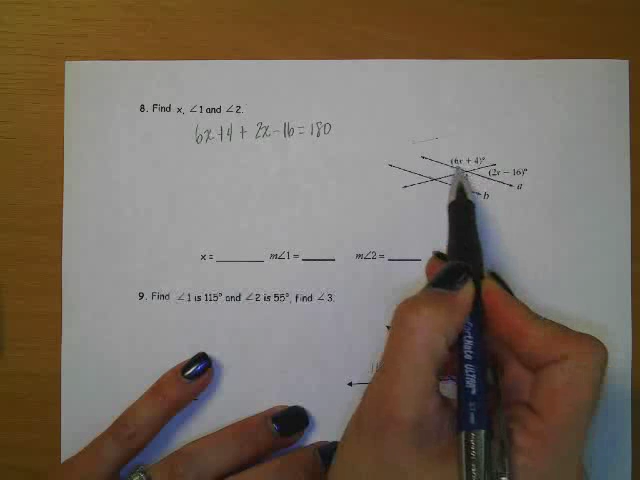 8. Find x, ∠1 and ∠2.
6x+4 + 2x-16 = 180
(6x + 4)°
(2x - 16)°
a
b
x = ______ m∠1 = ______ m∠2 = ______
9. Find ∠1 is 115° and ∠2 is 55°, find ∠3.